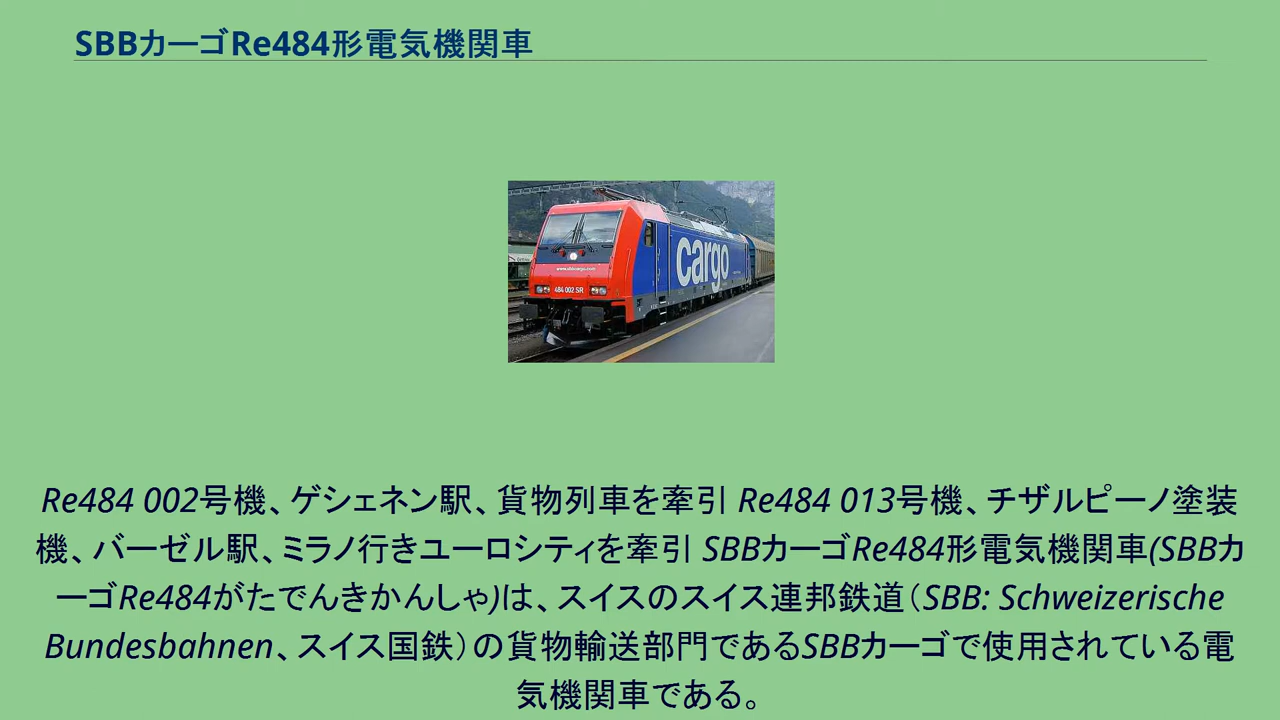 SBBカーゴRe484形電気機関車
cargo
www.sbbcargo.com
484 002 SR
Re484 002号機、ゲシェネン駅、貨物列車を牽引 Re484 013号機、チザルピーノ塗装
機、バーゼル駅、ミラノ行きユーロシティを牽引 SBBカーゴRe484形電気機関車(SBBカ
ーゴRe484がたでんきかんしゃ)は、スイスのスイス連邦鉄道（SBB: Schweizerische
Bundesbahnen、スイス国鉄）の貨物輸送部門であるSBBカーゴで使用されている電
気機関車である。